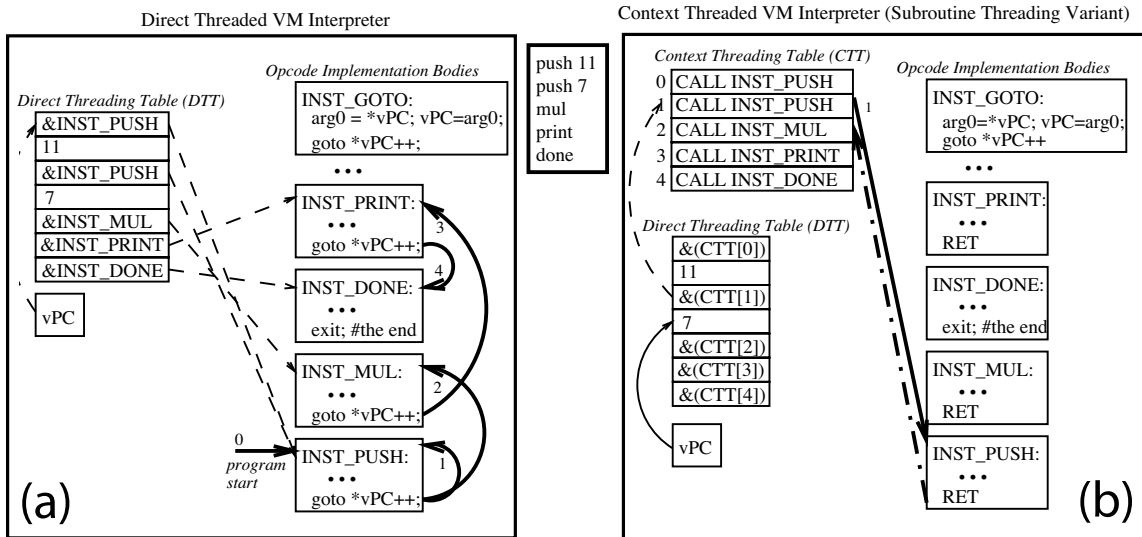 Direct Threaded VM Interpreter
Direct Threading Table (DTT)
&INST_PUSH
11
&INST_PUSH
7
&INST_MUL
&INST_PRINT
&INST_DONE
vPC
Opcode Implementation Bodies
INST_GOTO:
arg0 = *vPC; vPC=arg0;
goto *vPC++;
•••
INST_PRINT:
•••
goto *vPC++;
3
4
INST_DONE:
•••
exit; #the end
INST_MUL:
•••
goto *vPC++;
2
0
program
start
INST_PUSH:
•••
goto *vPC++;
1
(a)
push 11
push 7
mul
print
done
Context Threaded VM Interpreter (Subroutine Threading Variant)
Context Threading Table (CTT)
0 CALL INST_PUSH
1 CALL INST_PUSH
2 CALL INST_MUL
3 CALL INST_PRINT
4 CALL INST_DONE
1
Direct Threading Table (DTT)
&(CTT[0])
11
&(CTT[1])
7
&(CTT[2])
&(CTT[3])
&(CTT[4])
vPC
Opcode Implementation Bodies
INST_GOTO:
arg0=*vPC; vPC=arg0;
goto *vPC++
•••
INST_PRINT:
•••
RET
INST_DONE:
•••
exit; #the end
INST_MUL:
•••
RET
INST_PUSH:
•••
RET
(b)